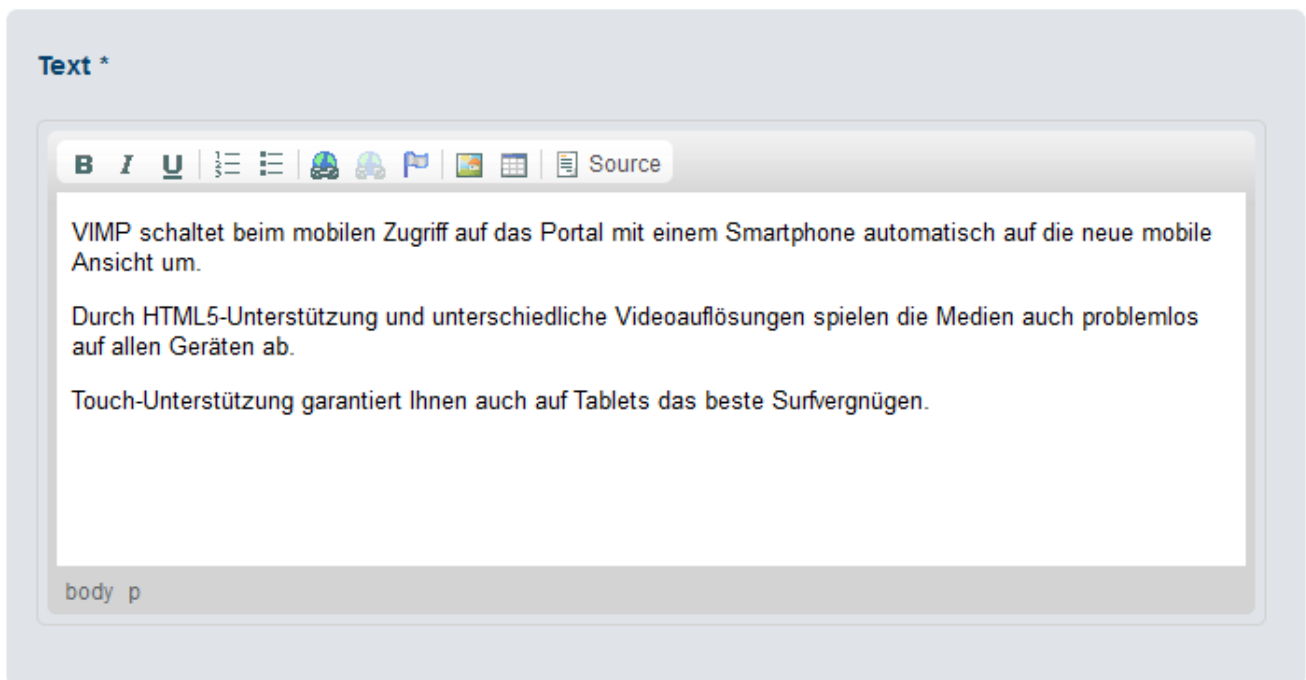 Text *
B I U Source
VIMP schaltet beim mobilen Zugriff auf das Portal mit einem Smartphone automatisch auf die neue mobile
Ansicht um.
Durch HTML5-Unterstützung und unterschiedliche Videoauflösungen spielen die Medien auch problemlos
auf allen Geräten ab.
Touch-Unterstützung garantiert Ihnen auch auf Tablets das beste Surfvergnügen.
body p